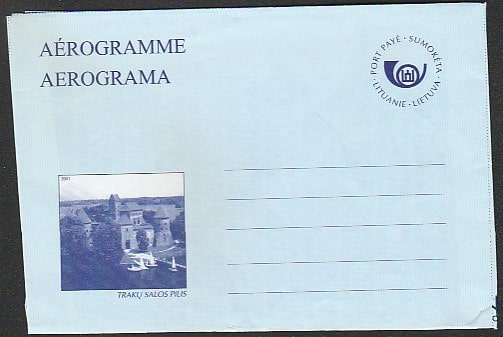 AÉROGRAMME
AEROGRAMA
PORT PAYÉ · SUMOKĖTA · LITUANIE · LIETUVA ·
2001
TRAKŲ SALOS PILIS